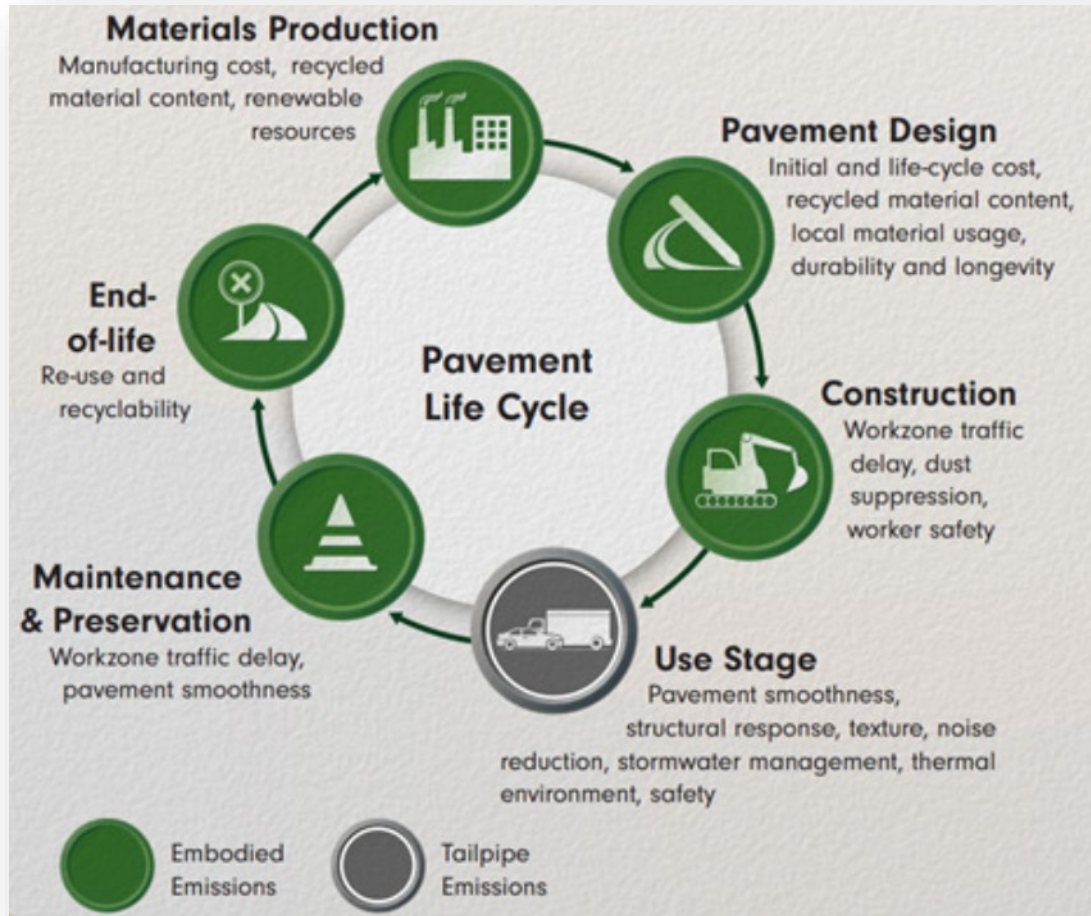 Materials Production
Manufacturing cost, recycled
material content, renewable
resources
Pavement Design
Initial and life-cycle cost,
recycled material content,
local material usage,
durability and longevity
End-
of-life
Re-use and
recyclability
Pavement
Life Cycle
Construction
Workzone traffic
delay, dust
suppression,
worker safety
Maintenance
& Preservation
Workzone traffic delay,
pavement smoothness
Use Stage
Pavement smoothness,
structural response, texture, noise
reduction, stormwater management, thermal
environment, safety
Embodied
Emissions
Tailpipe
Emissions